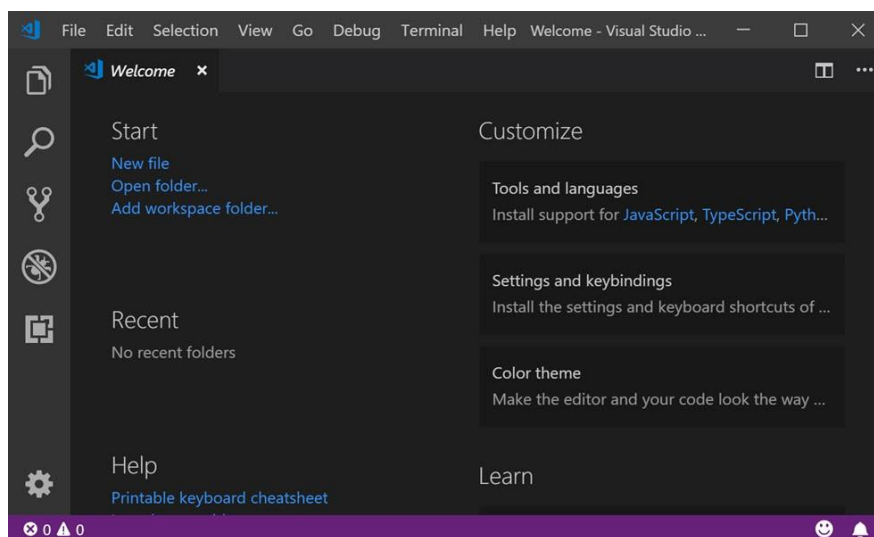 File Edit Selection View Go Debug Terminal Help Welcome - Visual Studio ...
Welcome
Start
New file
Open folder...
Add workspace folder...
Recent
No recent folders
Help
Printable keyboard cheatsheet
Customize
Tools and languages
Install support for JavaScript, TypeScript, Pyth...
Settings and keybindings
Install the settings and keyboard shortcuts of ...
Color theme
Make the editor and your code look the way ...
Learn
0 0